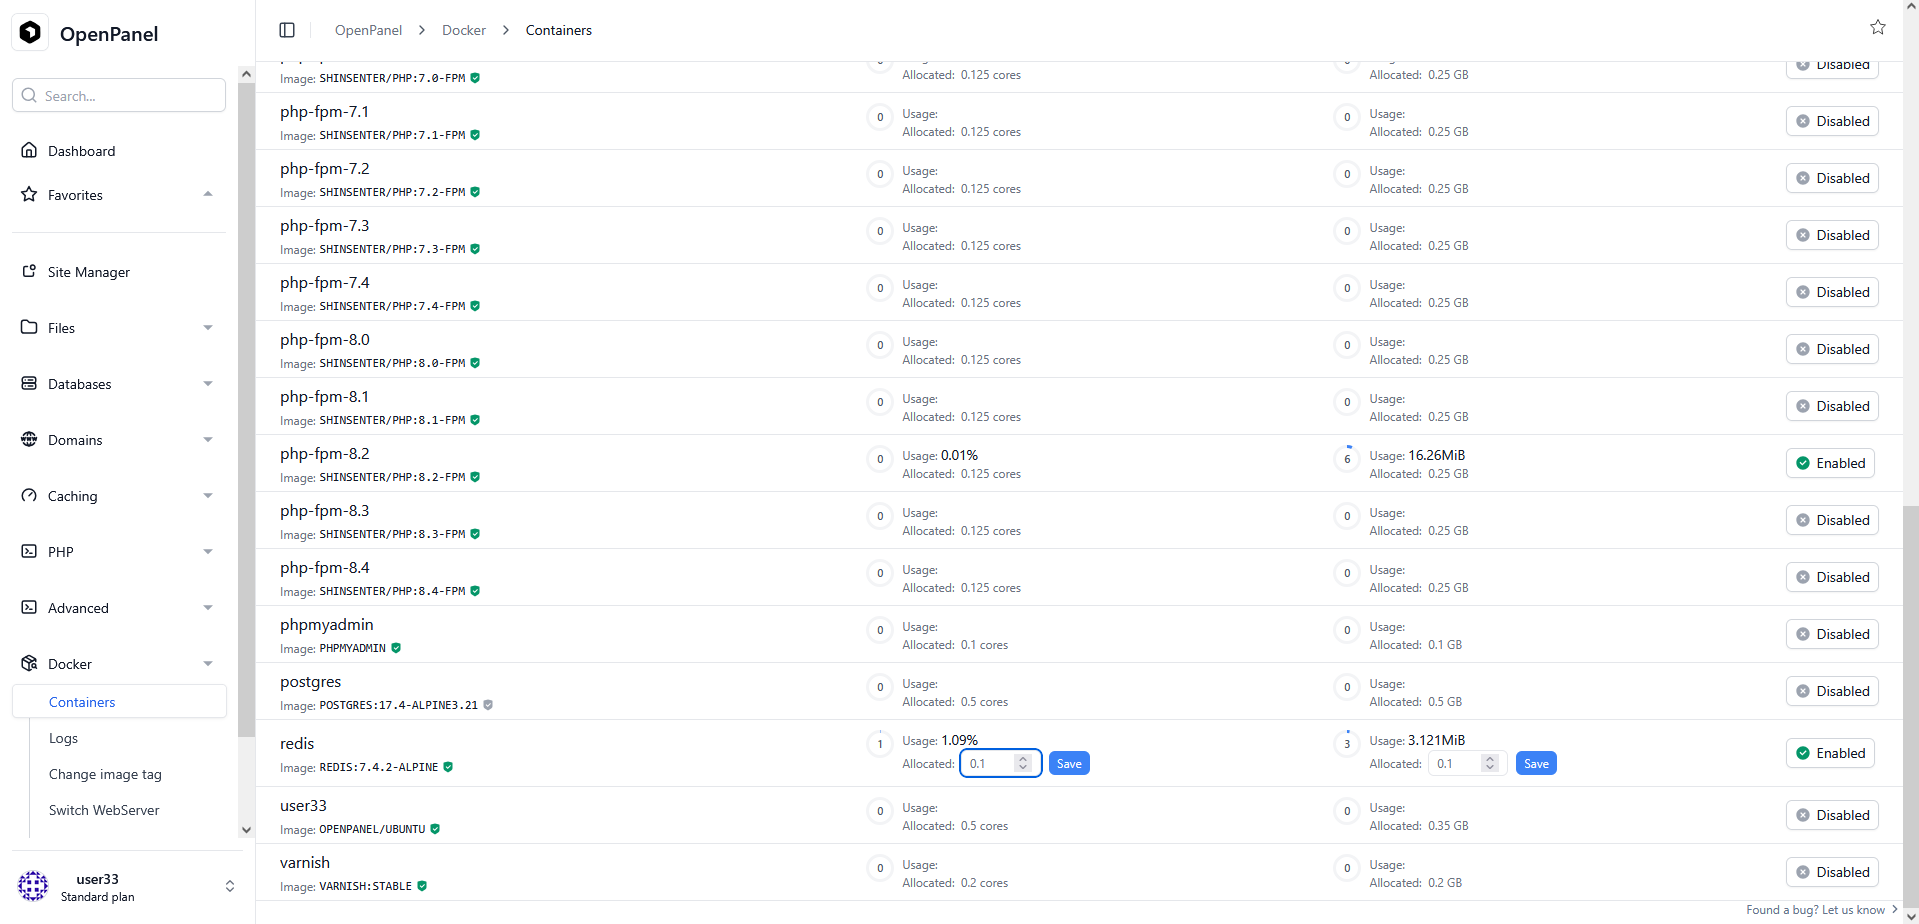 OpenPanel
Search...
Dashboard
Favorites
Site Manager
Files
Databases
Domains
Caching
PHP
Advanced
Docker
Containers
Logs
Change image tag
Switch WebServer
user33
Standard plan
OpenPanel > Docker > Containers
Image: SHINSENTER/PHP:7.0-FPM
Allocated: 0.125 cores
Allocated: 0.25 GB
Disabled
php-fpm-7.1
Image: SHINSENTER/PHP:7.1-FPM
0
Usage:
Allocated: 0.125 cores
0
Usage:
Allocated: 0.25 GB
Disabled
php-fpm-7.2
Image: SHINSENTER/PHP:7.2-FPM
0
Usage:
Allocated: 0.125 cores
0
Usage:
Allocated: 0.25 GB
Disabled
php-fpm-7.3
Image: SHINSENTER/PHP:7.3-FPM
0
Usage:
Allocated: 0.125 cores
0
Usage:
Allocated: 0.25 GB
Disabled
php-fpm-7.4
Image: SHINSENTER/PHP:7.4-FPM
0
Usage:
Allocated: 0.125 cores
0
Usage:
Allocated: 0.25 GB
Disabled
php-fpm-8.0
Image: SHINSENTER/PHP:8.0-FPM
0
Usage:
Allocated: 0.125 cores
0
Usage:
Allocated: 0.25 GB
Disabled
php-fpm-8.1
Image: SHINSENTER/PHP:8.1-FPM
0
Usage:
Allocated: 0.125 cores
0
Usage:
Allocated: 0.25 GB
Disabled
php-fpm-8.2
Image: SHINSENTER/PHP:8.2-FPM
0
Usage: 0.01%
Allocated: 0.125 cores
6
Usage: 16.26MiB
Allocated: 0.25 GB
Enabled
php-fpm-8.3
Image: SHINSENTER/PHP:8.3-FPM
0
Usage:
Allocated: 0.125 cores
0
Usage:
Allocated: 0.25 GB
Disabled
php-fpm-8.4
Image: SHINSENTER/PHP:8.4-FPM
0
Usage:
Allocated: 0.125 cores
0
Usage:
Allocated: 0.25 GB
Disabled
phpmyadmin
Image: PHPMYADMIN
0
Usage:
Allocated: 0.1 cores
0
Usage:
Allocated: 0.1 GB
Disabled
postgres
Image: POSTGRES:17.4-ALPINE3.21
0
Usage:
Allocated: 0.5 cores
0
Usage:
Allocated: 0.5 GB
Disabled
redis
Image: REDIS:7.4.2-ALPINE
1
Usage: 1.09%
Allocated: 0.1 Save
3
Usage: 3.121MiB
Allocated: 0.1 Save
Enabled
user33
Image: OPENPANEL/UBUNTU
0
Usage:
Allocated: 0.5 cores
0
Usage:
Allocated: 0.35 GB
Disabled
varnish
Image: VARNISH:STABLE
0
Usage:
Allocated: 0.2 cores
0
Usage:
Allocated: 0.2 GB
Disabled
Found a bug? Let us know >